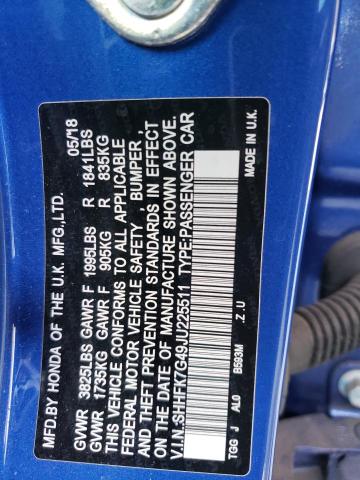 MFD.BY HONDA OF THE U.K. MFG.,LTD. 05/18
GVWR 3825LBS GAWR F 1995LBS R 1841LBS
GVWR 1735KG GAWR F 905KG R 835KG
THIS VEHICLE CONFORMS TO ALL APPLICABLE
FEDERAL MOTOR VEHICLE SAFETY, BUMPER, AND
THEFT PREVENTION STANDARDS IN EFFECT
ON THE DATE OF MANUFACTURE SHOWN ABOVE.
V.I.N.:SHHFK7G49JU225511 TYPE:PASSENGER CAR
TGG J AL0 B593M .Z.U MADE IN U.K.